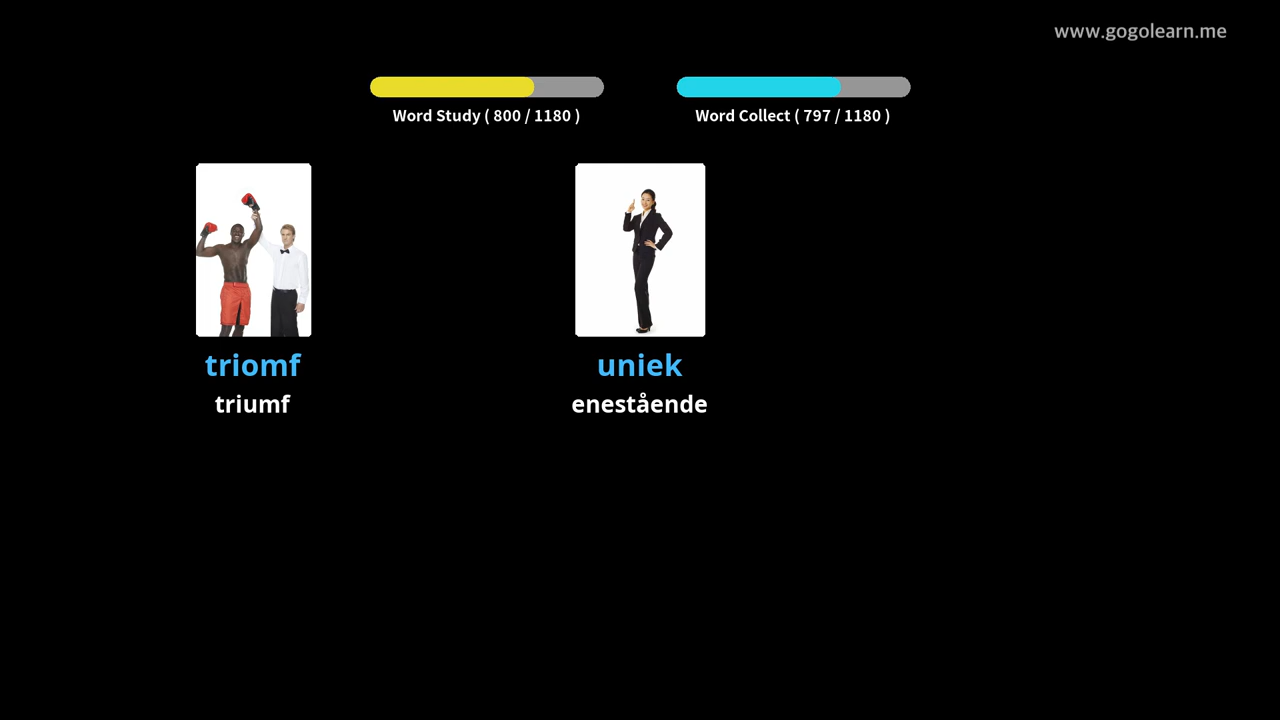 www.gogolearn.me
Word Study ( 800 / 1180 )
Word Collect ( 797 / 1180 )
triomf
triumf
uniek
enestående